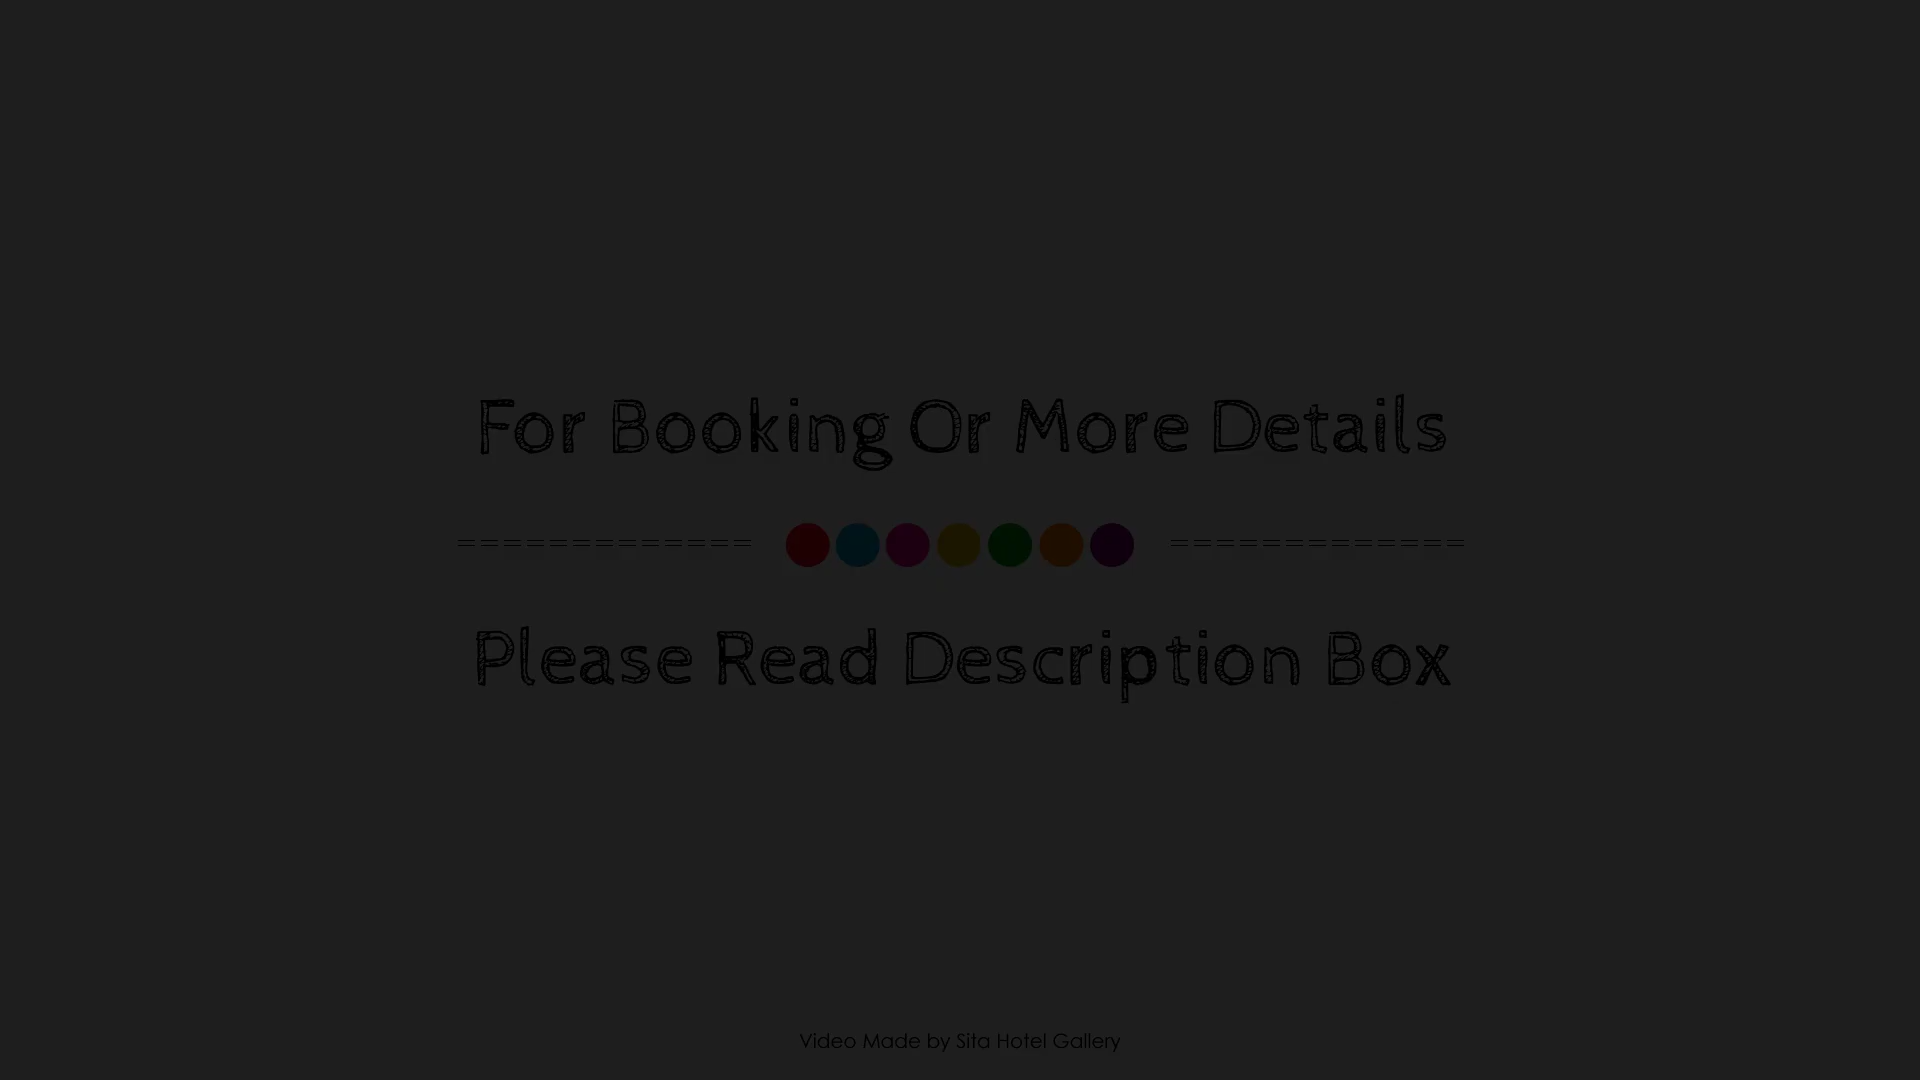 For Booking Or More Details
============= =============
Please Read Description Box
Video Made by Sita Hotel Gallery